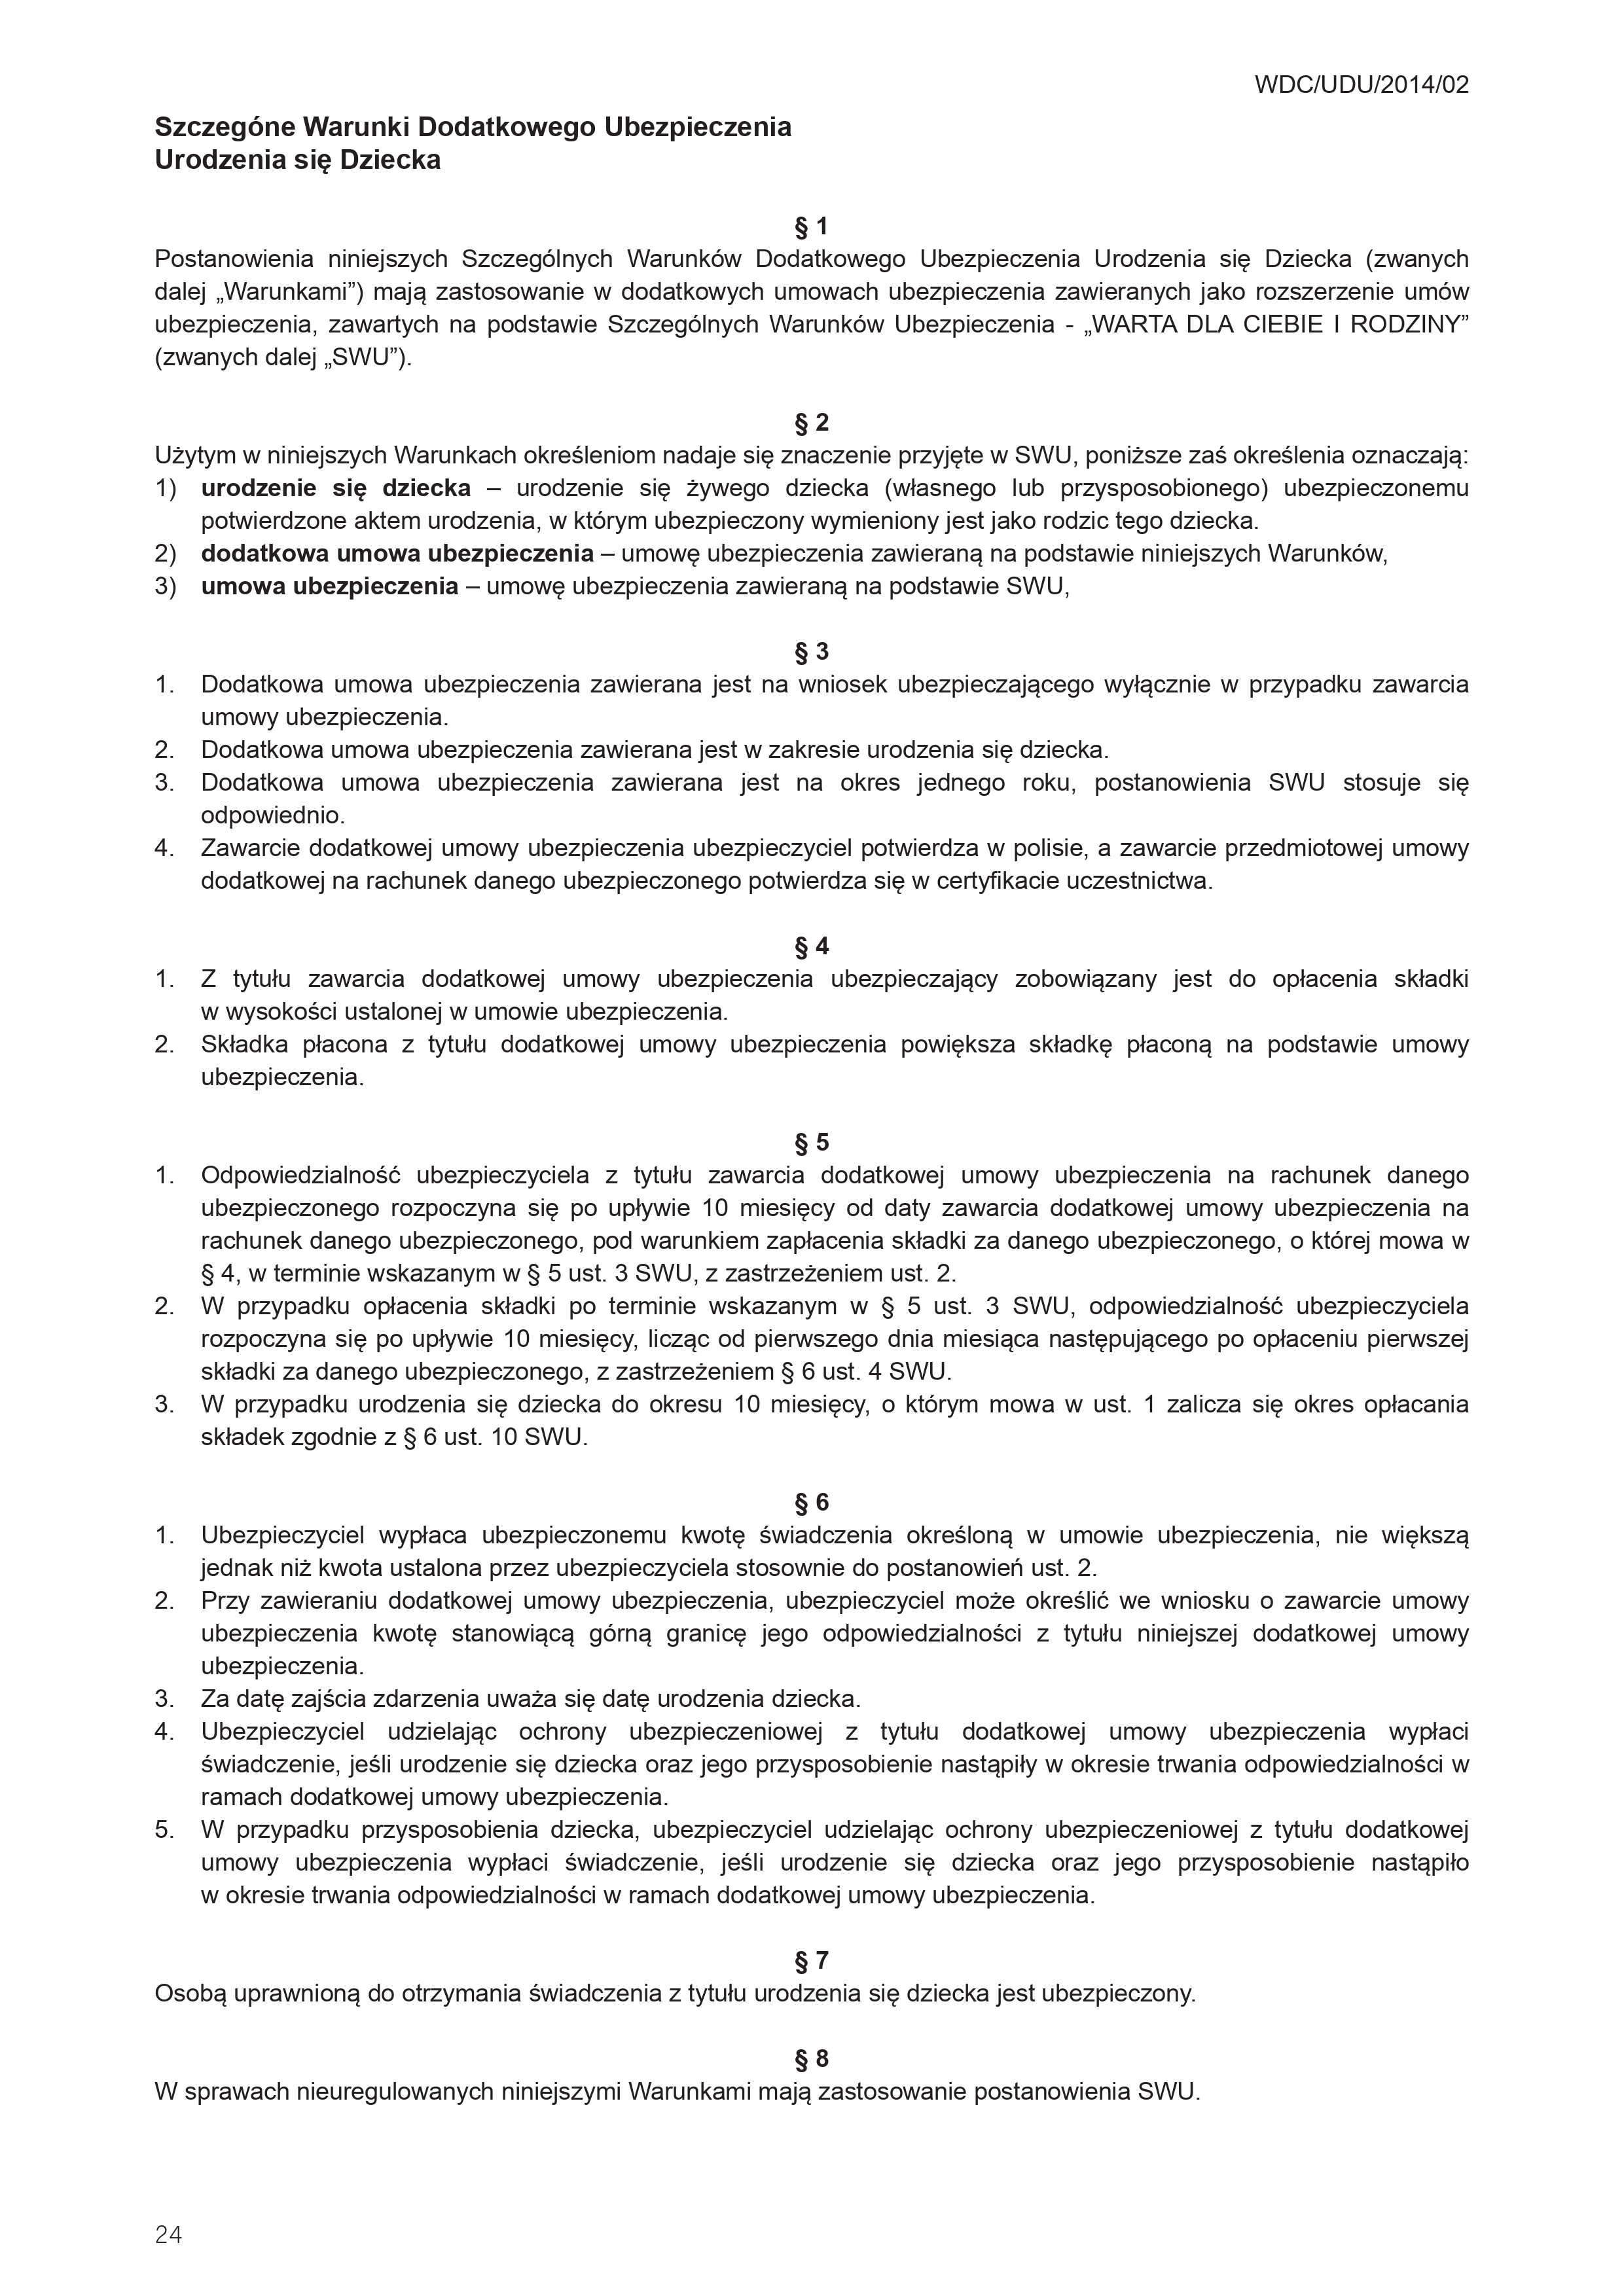 WDC/UDU/2014/02
Szczegóne Warunki Dodatkowego Ubezpieczenia
Urodzenia się Dziecka
§ 1
Postanowienia niniejszych Szczególnych Warunków Dodatkowego Ubezpieczenia Urodzenia się Dziecka (zwanych
dalej „Warunkami”) mają zastosowanie w dodatkowych umowach ubezpieczenia zawieranych jako rozszerzenie umów
ubezpieczenia, zawartych na podstawie Szczególnych Warunków Ubezpieczenia - „WARTA DLA CIEBIE I RODZINY”
(zwanych dalej „SWU”).
§ 2
Użytym w niniejszych Warunkach określeniom nadaje się znaczenie przyjęte w SWU, poniższe zaś określenia oznaczają:
1) urodzenie się dziecka – urodzenie się żywego dziecka (własnego lub przysposobionego) ubezpieczonemu
potwierdzone aktem urodzenia, w którym ubezpieczony wymieniony jest jako rodzic tego dziecka.
2) dodatkowa umowa ubezpieczenia – umowę ubezpieczenia zawieraną na podstawie niniejszych Warunków,
3) umowa ubezpieczenia – umowę ubezpieczenia zawieraną na podstawie SWU,
§ 3
1. Dodatkowa umowa ubezpieczenia zawierana jest na wniosek ubezpieczającego wyłącznie w przypadku zawarcia
umowy ubezpieczenia.
2. Dodatkowa umowa ubezpieczenia zawierana jest w zakresie urodzenia się dziecka.
3. Dodatkowa umowa ubezpieczenia zawierana jest na okres jednego roku, postanowienia SWU stosuje się
odpowiednio.
4. Zawarcie dodatkowej umowy ubezpieczenia ubezpieczyciel potwierdza w polisie, a zawarcie przedmiotowej umowy
dodatkowej na rachunek danego ubezpieczonego potwierdza się w certyfikacie uczestnictwa.
§ 4
1. Z tytułu zawarcia dodatkowej umowy ubezpieczenia ubezpieczający zobowiązany jest do opłacenia składki
w wysokości ustalonej w umowie ubezpieczenia.
2. Składka płacona z tytułu dodatkowej umowy ubezpieczenia powiększa składkę płaconą na podstawie umowy
ubezpieczenia.
§ 5
1. Odpowiedzialność ubezpieczyciela z tytułu zawarcia dodatkowej umowy ubezpieczenia na rachunek danego
ubezpieczonego rozpoczyna się po upływie 10 miesięcy od daty zawarcia dodatkowej umowy ubezpieczenia na
rachunek danego ubezpieczonego, pod warunkiem zapłacenia składki za danego ubezpieczonego, o której mowa w
§ 4, w terminie wskazanym w § 5 ust. 3 SWU, z zastrzeżeniem ust. 2.
2. W przypadku opłacenia składki po terminie wskazanym w § 5 ust. 3 SWU, odpowiedzialność ubezpieczyciela
rozpoczyna się po upływie 10 miesięcy, licząc od pierwszego dnia miesiąca następującego po opłaceniu pierwszej
składki za danego ubezpieczonego, z zastrzeżeniem § 6 ust. 4 SWU.
3. W przypadku urodzenia się dziecka do okresu 10 miesięcy, o którym mowa w ust. 1 zalicza się okres opłacania
składek zgodnie z § 6 ust. 10 SWU.
§ 6
1. Ubezpieczyciel wypłaca ubezpieczonemu kwotę świadczenia określoną w umowie ubezpieczenia, nie większą
jednak niż kwota ustalona przez ubezpieczyciela stosownie do postanowień ust. 2.
2. Przy zawieraniu dodatkowej umowy ubezpieczenia, ubezpieczyciel może określić we wniosku o zawarcie umowy
ubezpieczenia kwotę stanowiącą górną granicę jego odpowiedzialności z tytułu niniejszej dodatkowej umowy
ubezpieczenia.
3. Za datę zajścia zdarzenia uważa się datę urodzenia dziecka.
4. Ubezpieczyciel udzielając ochrony ubezpieczeniowej z tytułu dodatkowej umowy ubezpieczenia wypłaci
świadczenie, jeśli urodzenie się dziecka oraz jego przysposobienie nastąpiły w okresie trwania odpowiedzialności w
ramach dodatkowej umowy ubezpieczenia.
5. W przypadku przysposobienia dziecka, ubezpieczyciel udzielając ochrony ubezpieczeniowej z tytułu dodatkowej
umowy ubezpieczenia wypłaci świadczenie, jeśli urodzenie się dziecka oraz jego przysposobienie nastąpiło
w okresie trwania odpowiedzialności w ramach dodatkowej umowy ubezpieczenia.
§ 7
Osobą uprawnioną do otrzymania świadczenia z tytułu urodzenia się dziecka jest ubezpieczony.
§ 8
W sprawach nieuregulowanych niniejszymi Warunkami mają zastosowanie postanowienia SWU.
24